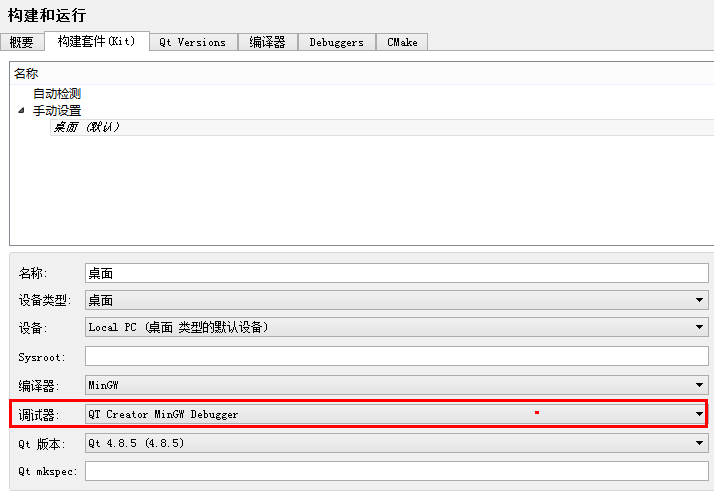 构建和运行
概要 构建套件(Kit) Qt Versions 编译器 Debuggers CMake
名称
自动检测
手动设置
桌面 (默认)
名称: 桌面
设备类型: 桌面
设备: Local PC (桌面 类型的默认设备)
Sysroot:
编译器: MinGW
调试器: QT Creator MinGW Debugger
Qt 版本: Qt 4.8.5 (4.8.5)
Qt mkspec: